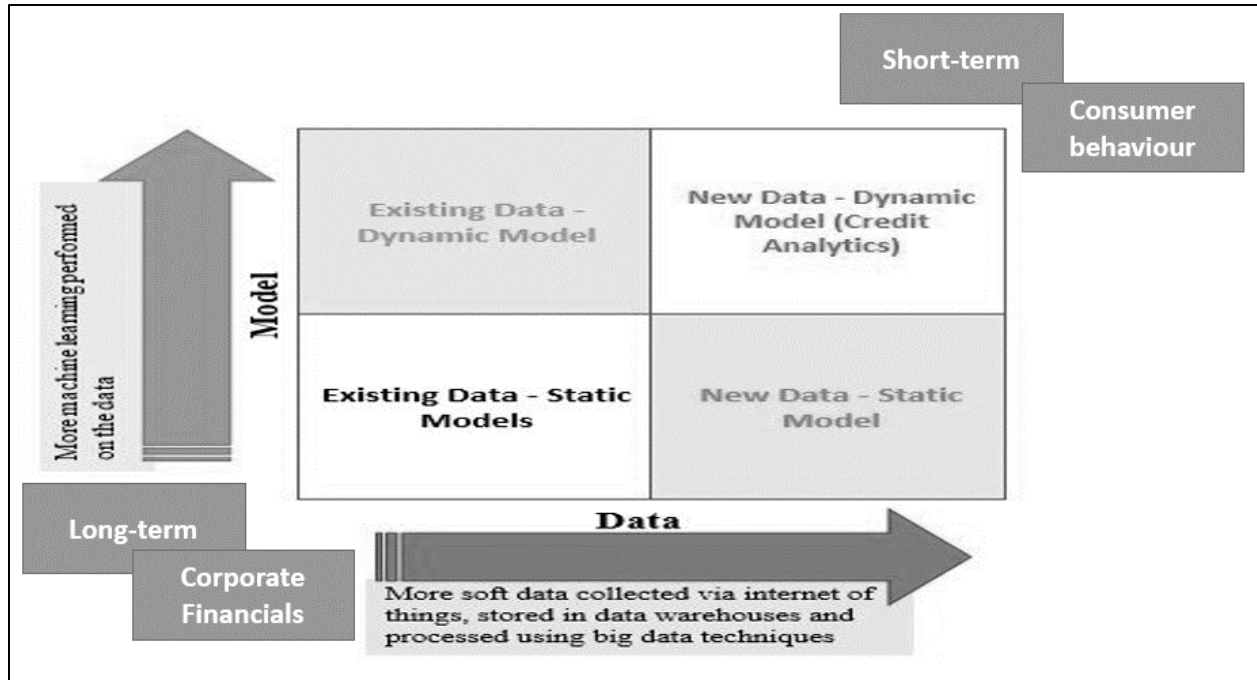 Short-term
Consumer
behaviour
More machine learning performed
on the data
Model
Existing Data -
Dynamic Model
New Data - Dynamic
Model (Credit
Analytics)
Existing Data - Static
Models
New Data - Static
Model
Long-term
Corporate
Financials
Data
More soft data collected via internet of
things, stored in data warehouses and
processed using big data techniques